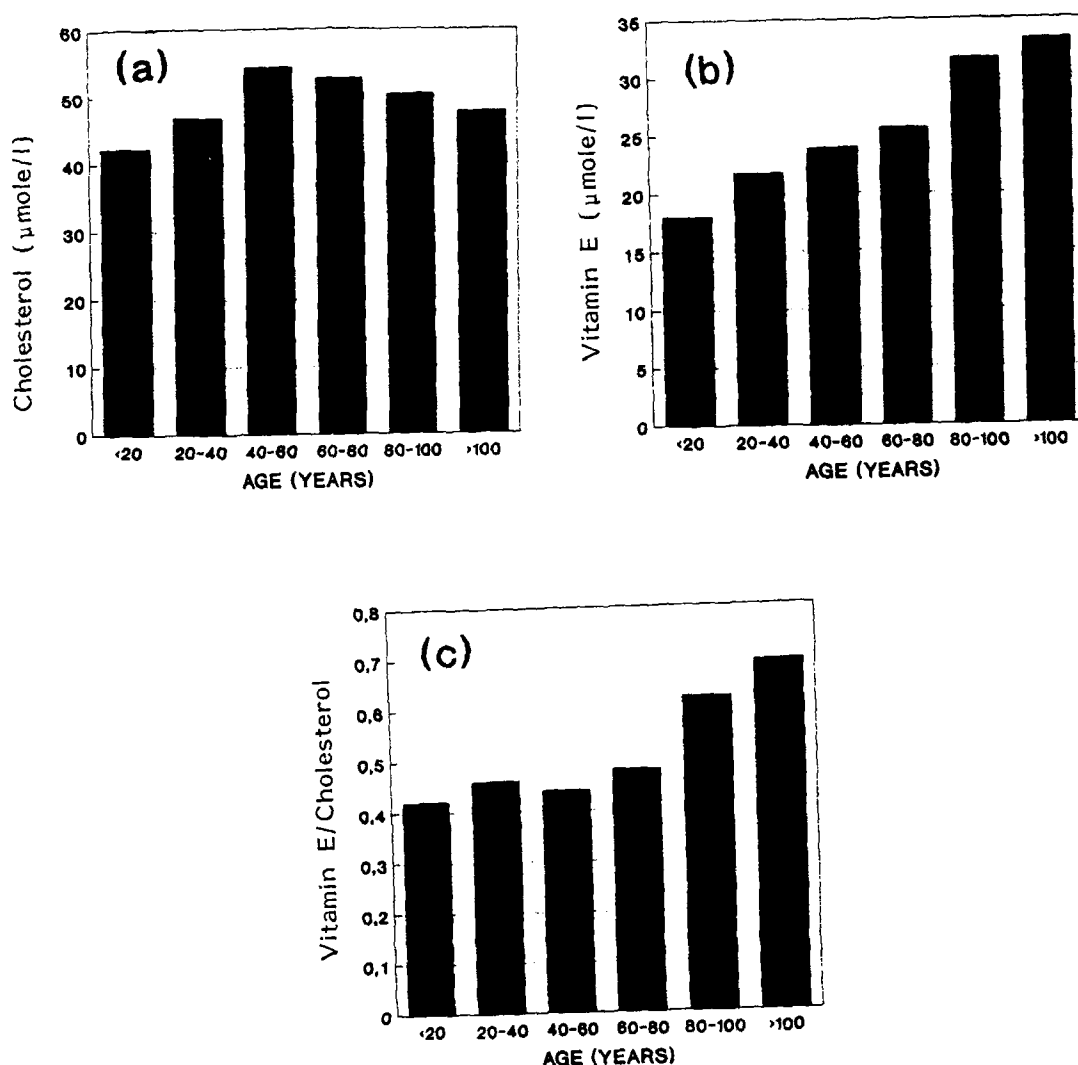 (a)
Cholesterol (μmole/l)
60
50
40
30
20
10
0
<20 20-40 40-60 60-80 80-100 >100
AGE (YEARS)
(b)
Vitamin E (μmole/l)
35
30
25
20
15
10
5
0
<20 20-40 40-60 60-80 80-100 >100
AGE (YEARS)
(c)
Vitamin E/Cholesterol
0,8
0,7
0,6
0,5
0,4
0,3
0,2
0,1
0
<20 20-40 40-60 60-80 80-100 >100
AGE (YEARS)